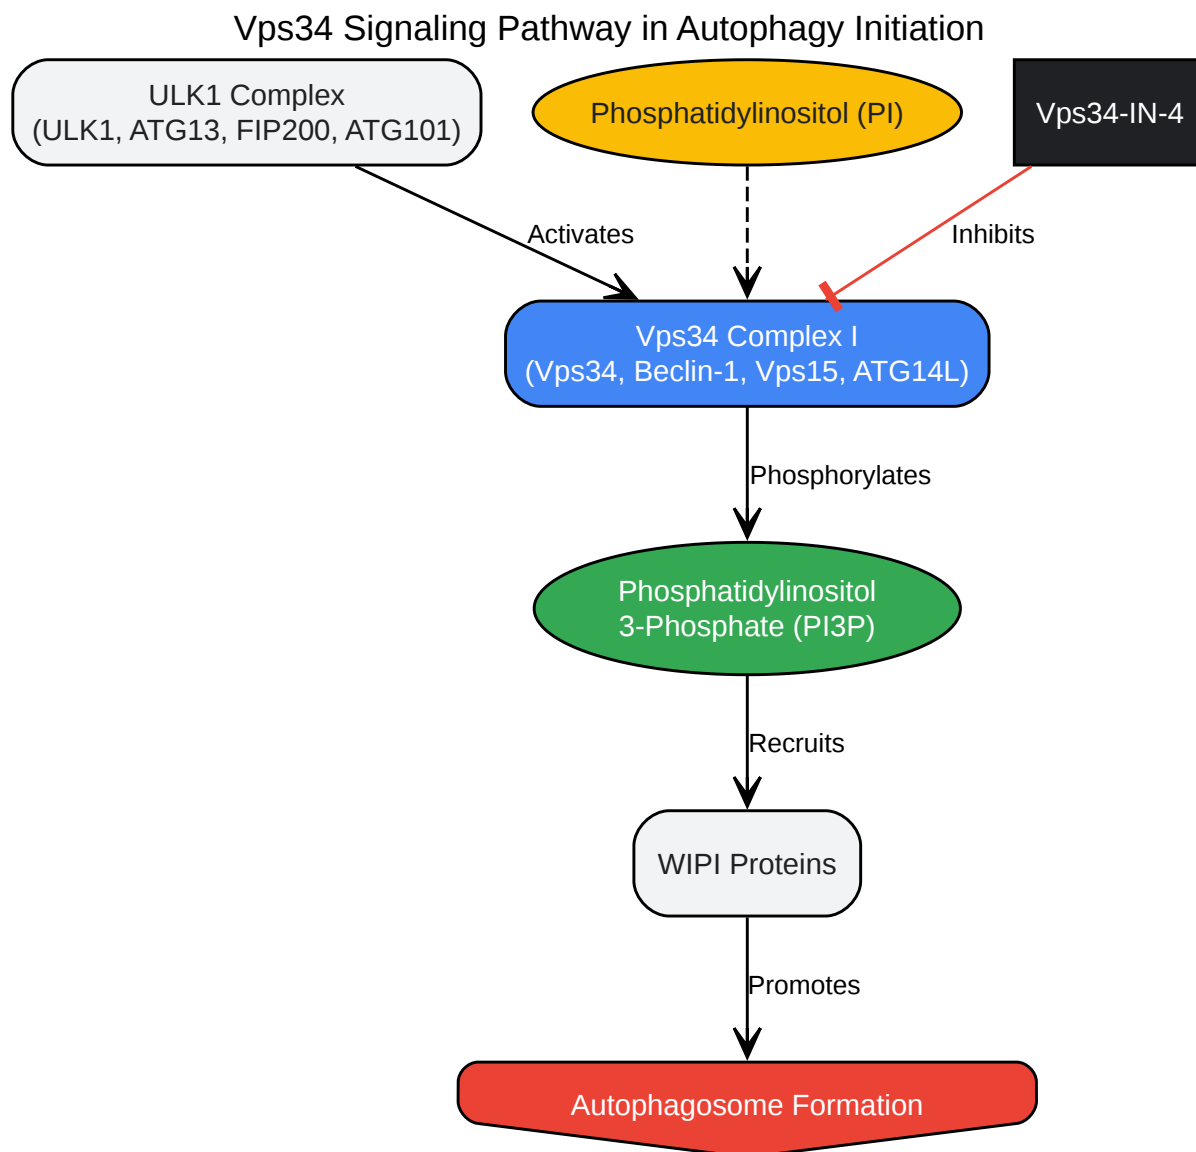 Vps34 Signaling Pathway in Autophagy Initiation
ULK1 Complex
(ULK1, ATG13, FIP200, ATG101)
Phosphatidylinositol (PI)
Vps34-IN-4
Activates
Inhibits
Vps34 Complex I
(Vps34, Beclin-1, Vps15, ATG14L)
Phosphorylates
Phosphatidylinositol
3-Phosphate (PI3P)
Recruits
WIPI Proteins
Promotes
Autophagosome Formation